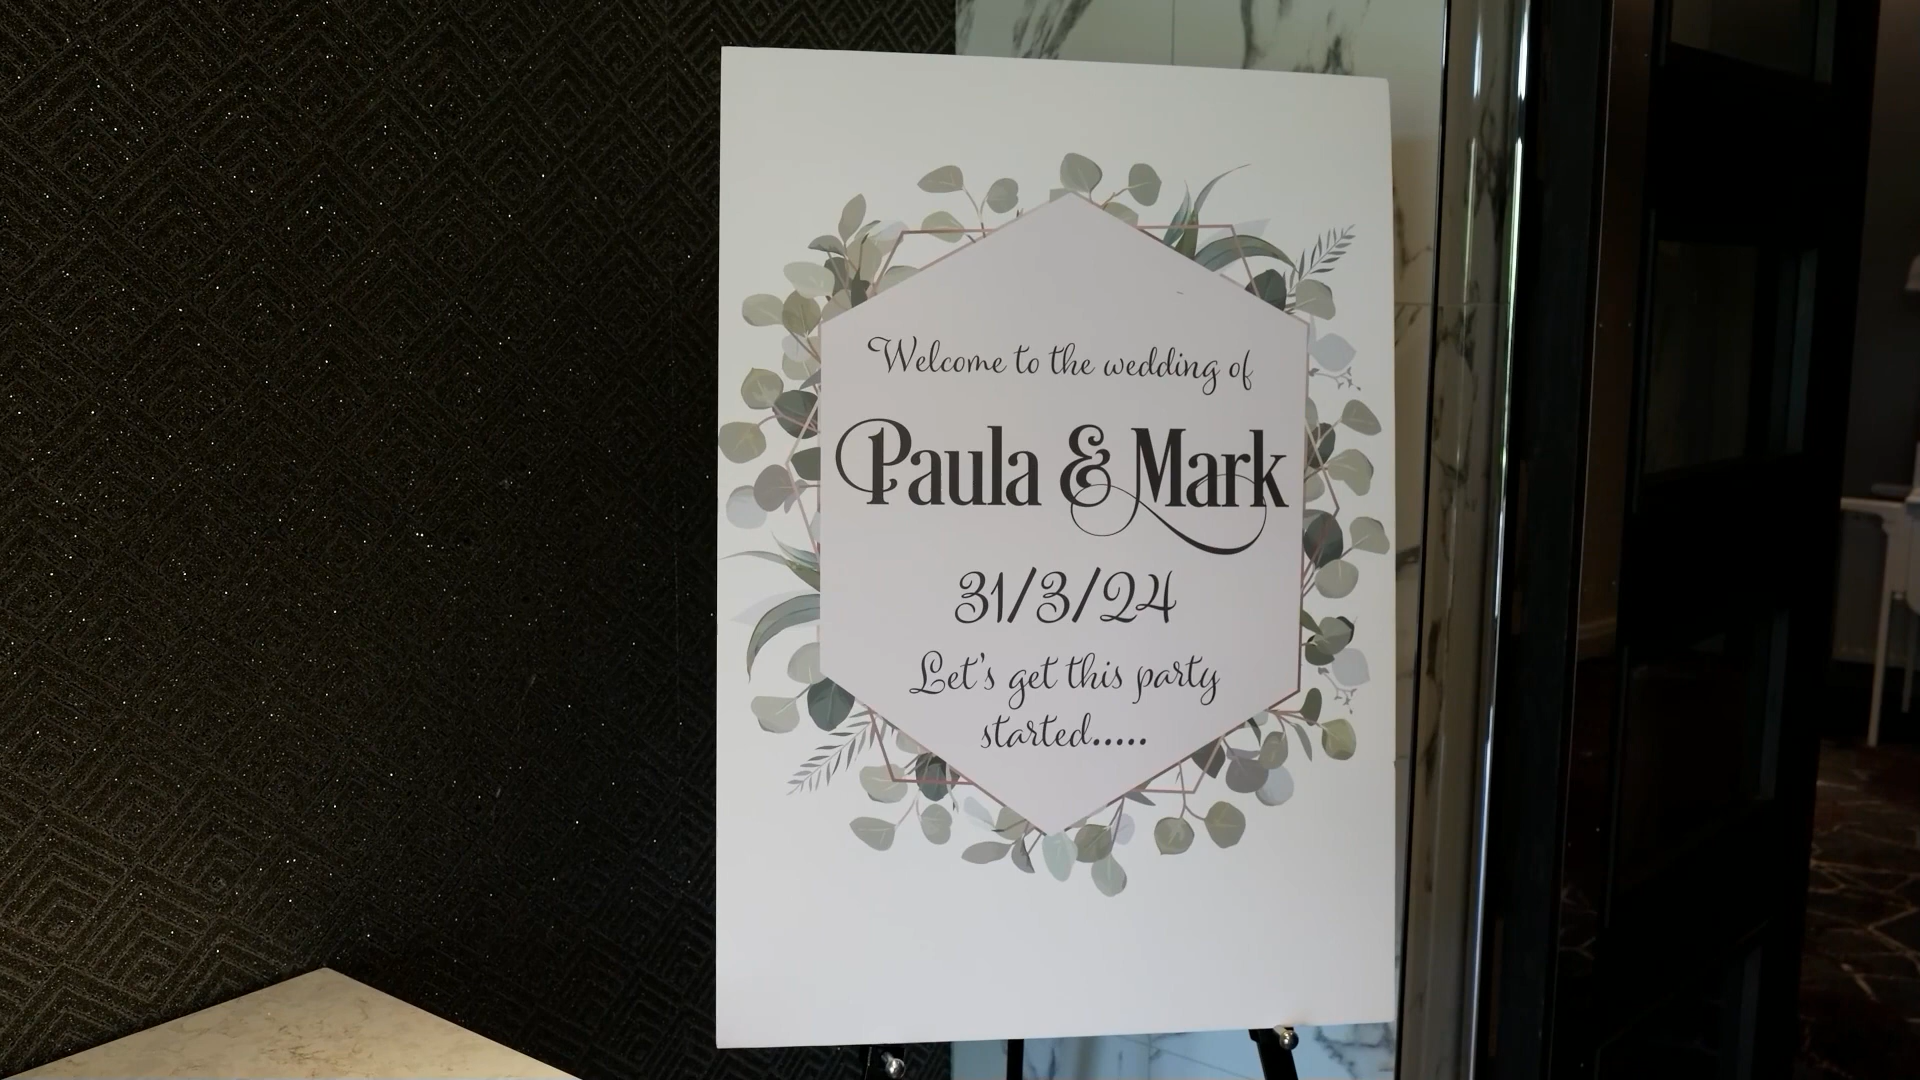 Welcome to the wedding of
Paula & Mark
31/3/24
Let's get this party
started.....